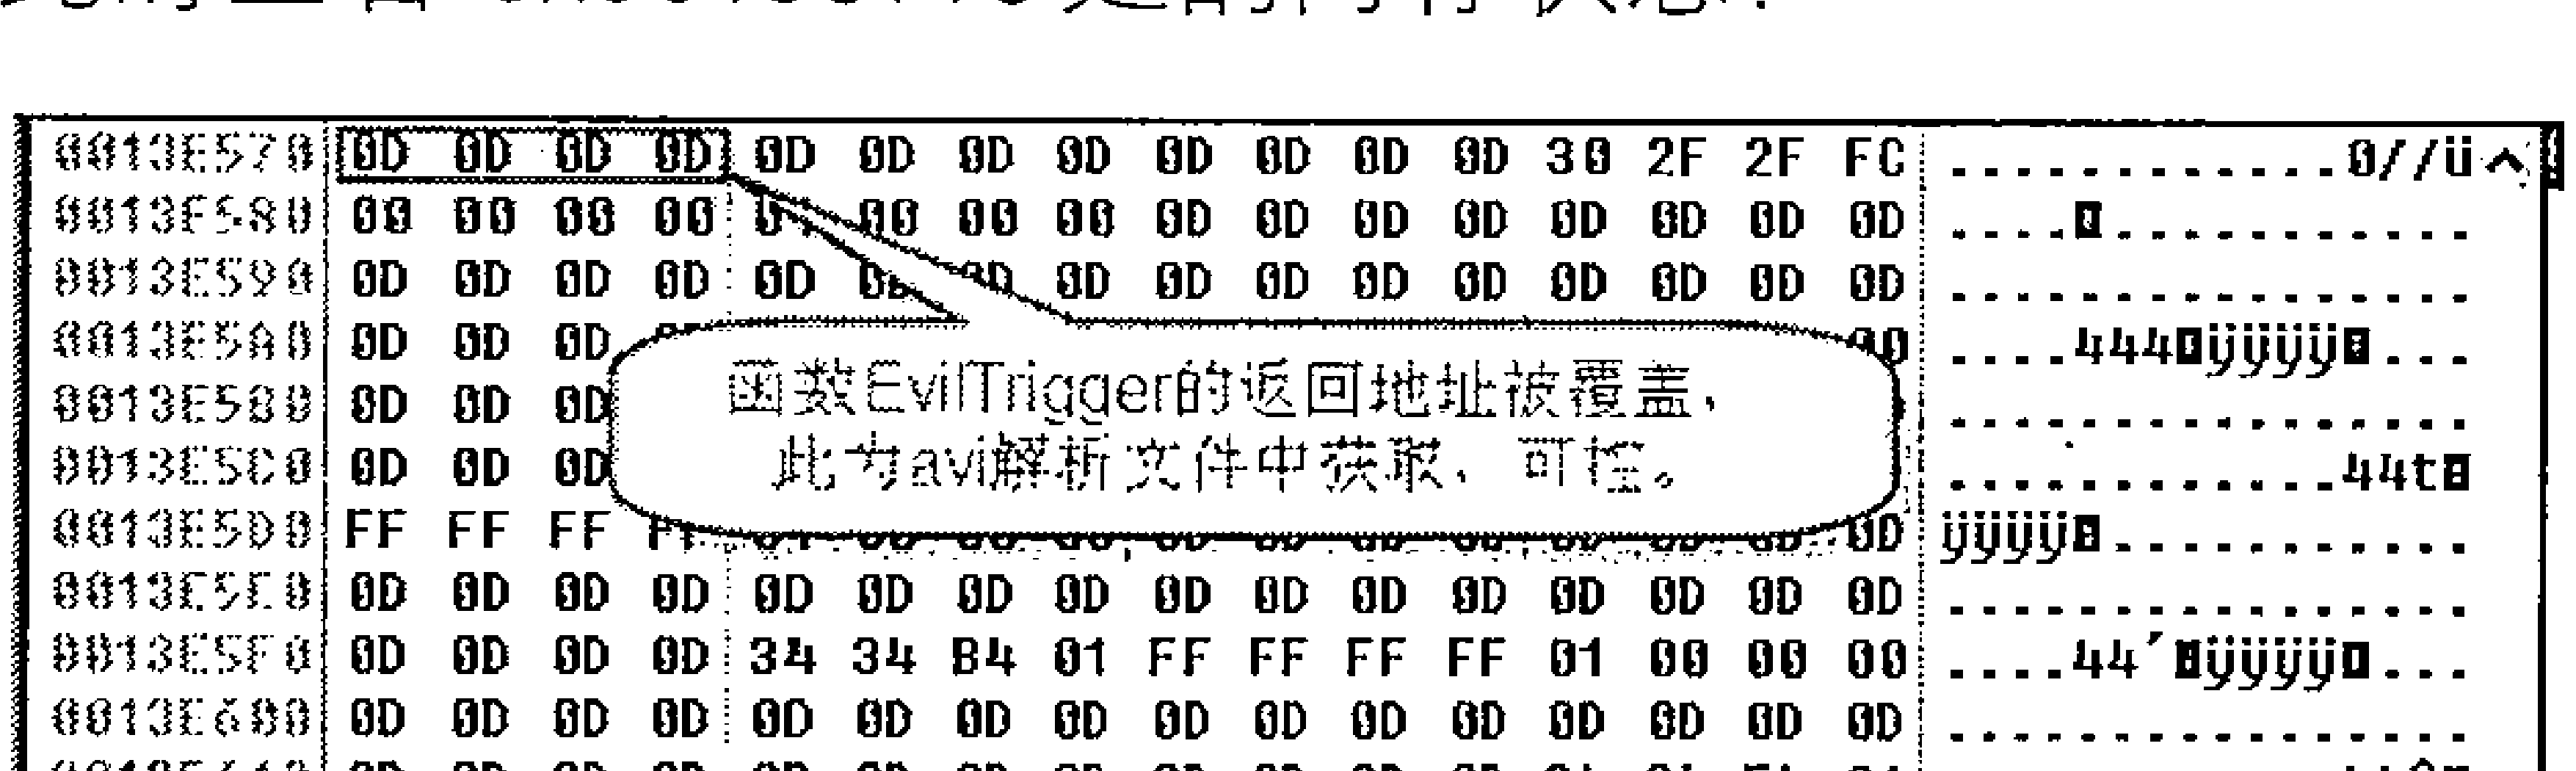 0013E570 0D 0D 0D 0D 0D 0D 0D 0D 0D 0D 0D 0D 30 2F 2F FC ............0//ü
0013E580 00 00 00 00 00 00 00 0D 0D 0D 0D 0D 0D 0D 0D ................
0013E590 0D 0D 0D 0D 0D 0D 0D 0D 0D 0D 0D 0D 0D 0D ................
0013E5A0 0D 0D 0D ....444 ÿÿÿÿ ...
函数EvilTrigger的返回地址被覆盖,
0013E5B0 0D 0D 0D ................
此为avi解析文件中获取, 可控。
0013E5C0 0D 0D 0D ............44t
0013E5D0 FF FF FF FF 0D ÿÿÿÿ ...........
0013E5E0 0D 0D 0D 0D 0D 0D 0D 0D 0D 0D 0D 0D 0D 0D 0D 0D ................
0013E5F0 0D 0D 0D 0D 34 34 B4 01 FF FF FF FF 01 00 00 00 ....44´ ÿÿÿÿ ...
0013E600 0D 0D 0D 0D 0D 0D 0D 0D 0D 0D 0D 0D 0D 0D 0D 0D ................